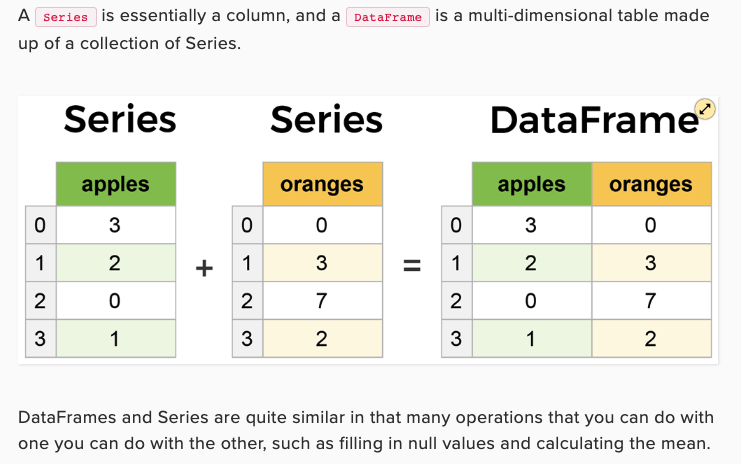 A Series is essentially a column, and a DataFrame is a multi-dimensional table made
up of a collection of Series.
Series Series DataFrame
apples oranges apples oranges
0 3 0 0 0 3 0
1 2 + 1 3 = 1 2 3
2 0 2 7 2 0 7
3 1 3 2 3 1 2
DataFrames and Series are quite similar in that many operations that you can do with
one you can do with the other, such as filling in null values and calculating the mean.